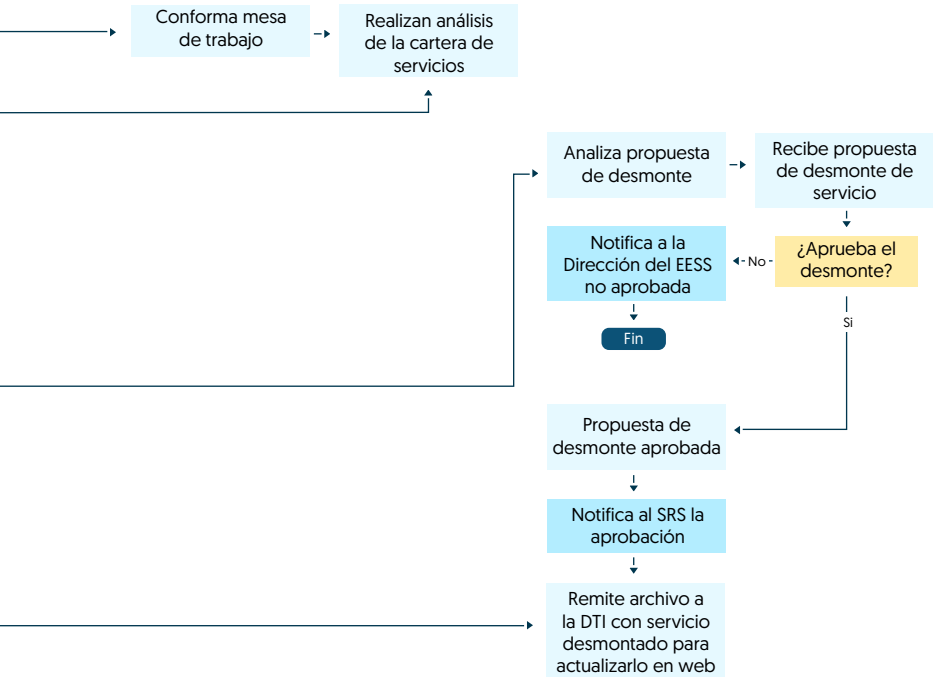 Conforma mesa
de trabajo
Realizan análisis
de la cartera de
servicios
Analiza propuesta
de desmonte
Recibe propuesta
de desmonte de
servicio
Notifica a la
Dirección del EESS
no aprobada
No
¿Aprueba el
desmonte?
Fin
Si
Propuesta de
desmonte aprobada
Notifica al SRS la
aprobación
Remite archivo a
la DTI con servicio
desmontado para
actualizarlo en web